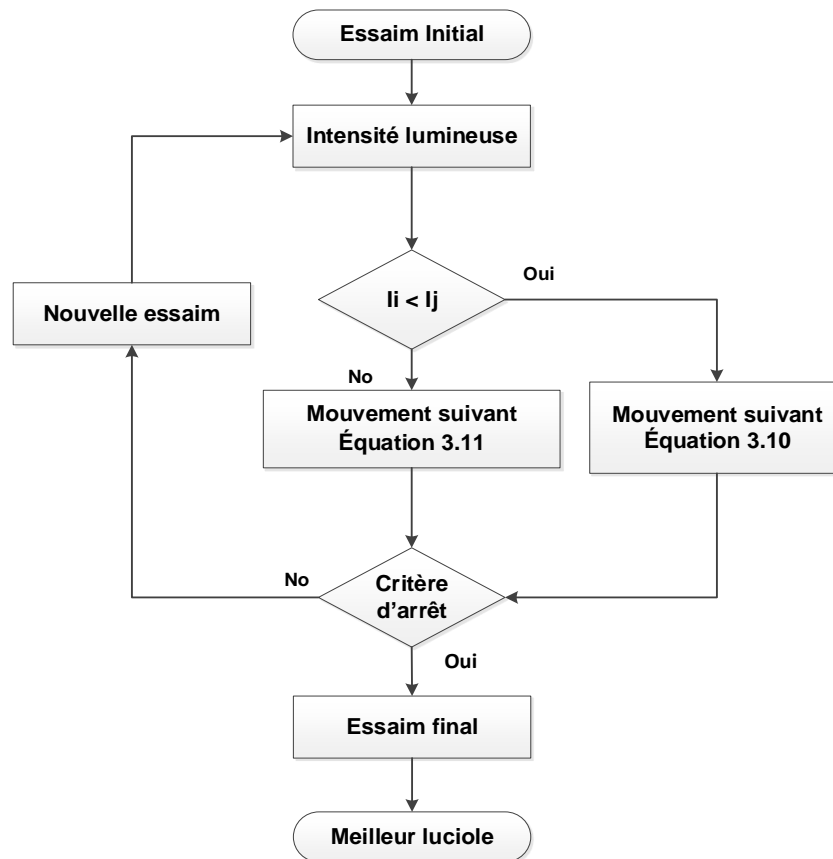 Essaim Initial
Intensité lumineuse
Ii < Ij
Oui
Nouvelle essaim
No
Mouvement suivant
Équation 3.11
Mouvement suivant
Équation 3.10
No
Critère
d’arrêt
Oui
Essaim final
Meilleur luciole